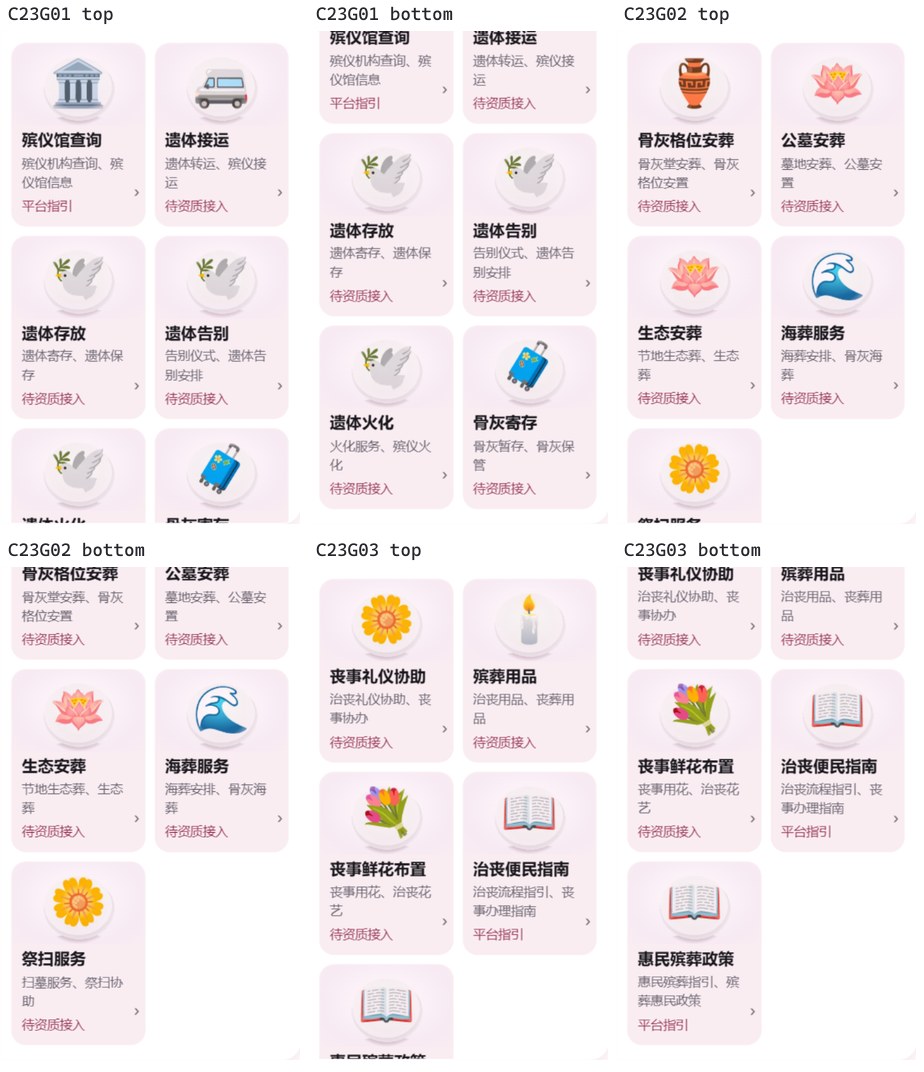 C23G01 top
殡仪馆查询
殡仪机构查询、殡
仪馆信息
平台指引
遗体接运
遗体转运、殡仪接
运
待资质接入
遗体存放
遗体寄存、遗体保
存
待资质接入
遗体告别
告别仪式、遗体告
别安排
待资质接入
遗体火化
骨灰寄存
C23G01 bottom
殡仪馆查询
殡仪机构查询、殡
仪馆信息
平台指引
遗体接运
遗体转运、殡仪接
运
待资质接入
遗体存放
遗体寄存、遗体保
存
待资质接入
遗体告别
告别仪式、遗体告
别安排
待资质接入
遗体火化
火化服务、殡仪火
化
待资质接入
骨灰寄存
骨灰暂存、骨灰保
管
待资质接入
C23G02 top
骨灰格位安葬
骨灰堂安葬、骨灰
格位安置
待资质接入
公墓安葬
墓地安葬、公墓安
置
待资质接入
生态安葬
节地生态葬、生态
葬
待资质接入
海葬服务
海葬安排、骨灰海
葬
待资质接入
祭扫服务
C23G02 bottom
骨灰格位安葬
骨灰堂安葬、骨灰
格位安置
待资质接入
公墓安葬
墓地安葬、公墓安
置
待资质接入
生态安葬
节地生态葬、生态
葬
待资质接入
海葬服务
海葬安排、骨灰海
葬
待资质接入
祭扫服务
扫墓服务、祭扫协
助
待资质接入
C23G03 top
丧事礼仪协助
治丧礼仪协助、丧
事协办
待资质接入
殡葬用品
治丧用品、丧葬用
品
待资质接入
丧事鲜花布置
丧事用花、治丧花
艺
待资质接入
治丧便民指南
治丧流程指引、丧
事办理指南
平台指引
惠民殡葬政策
C23G03 bottom
丧事礼仪协助
治丧礼仪协助、丧
事协办
待资质接入
殡葬用品
治丧用品、丧葬用
品
待资质接入
丧事鲜花布置
丧事用花、治丧花
艺
待资质接入
治丧便民指南
治丧流程指引、丧
事办理指南
平台指引
惠民殡葬政策
惠民殡葬指引、殡
葬惠民政策
平台指引